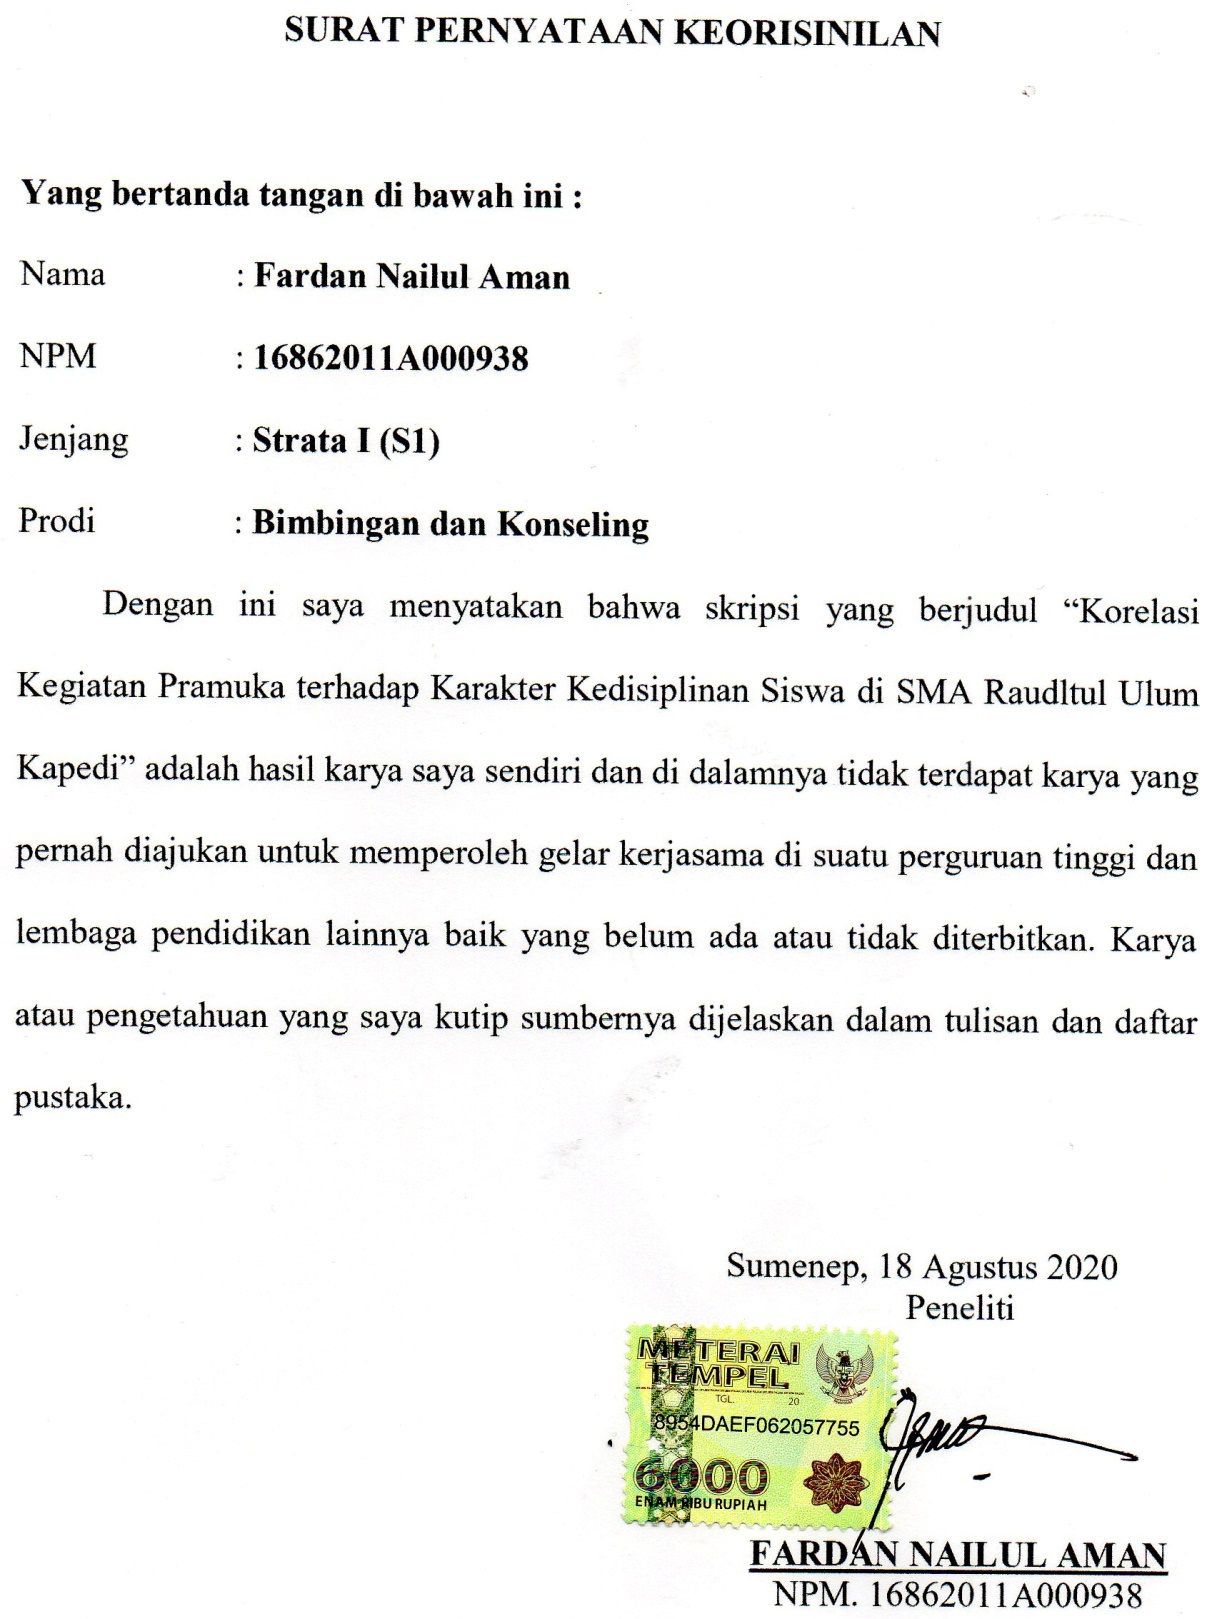 SURAT PERNYATAAN KEORISINILAN
Yang bertanda tangan di bawah ini :
Nama : Fardan Nailul Aman
NPM : 16862011A000938
Jenjang : Strata I (S1)
Prodi : Bimbingan dan Konseling
Dengan ini saya menyatakan bahwa skripsi yang berjudul “Korelasi
Kegiatan Pramuka terhadap Karakter Kedisiplinan Siswa di SMA Raudltul Ulum
Kapedi” adalah hasil karya saya sendiri dan di dalamnya tidak terdapat karya yang
pernah diajukan untuk memperoleh gelar kerjasama di suatu perguruan tinggi dan
lembaga pendidikan lainnya baik yang belum ada atau tidak diterbitkan. Karya
atau pengetahuan yang saya kutip sumbernya dijelaskan dalam tulisan dan daftar
pustaka.
Sumenep, 18 Agustus 2020
Peneliti
METERAI
TEMPEL
TGL. 20
8954DAEF062057755
6000
ENAM RIBU RUPIAH
FARDAN NAILUL AMAN
NPM. 16862011A000938